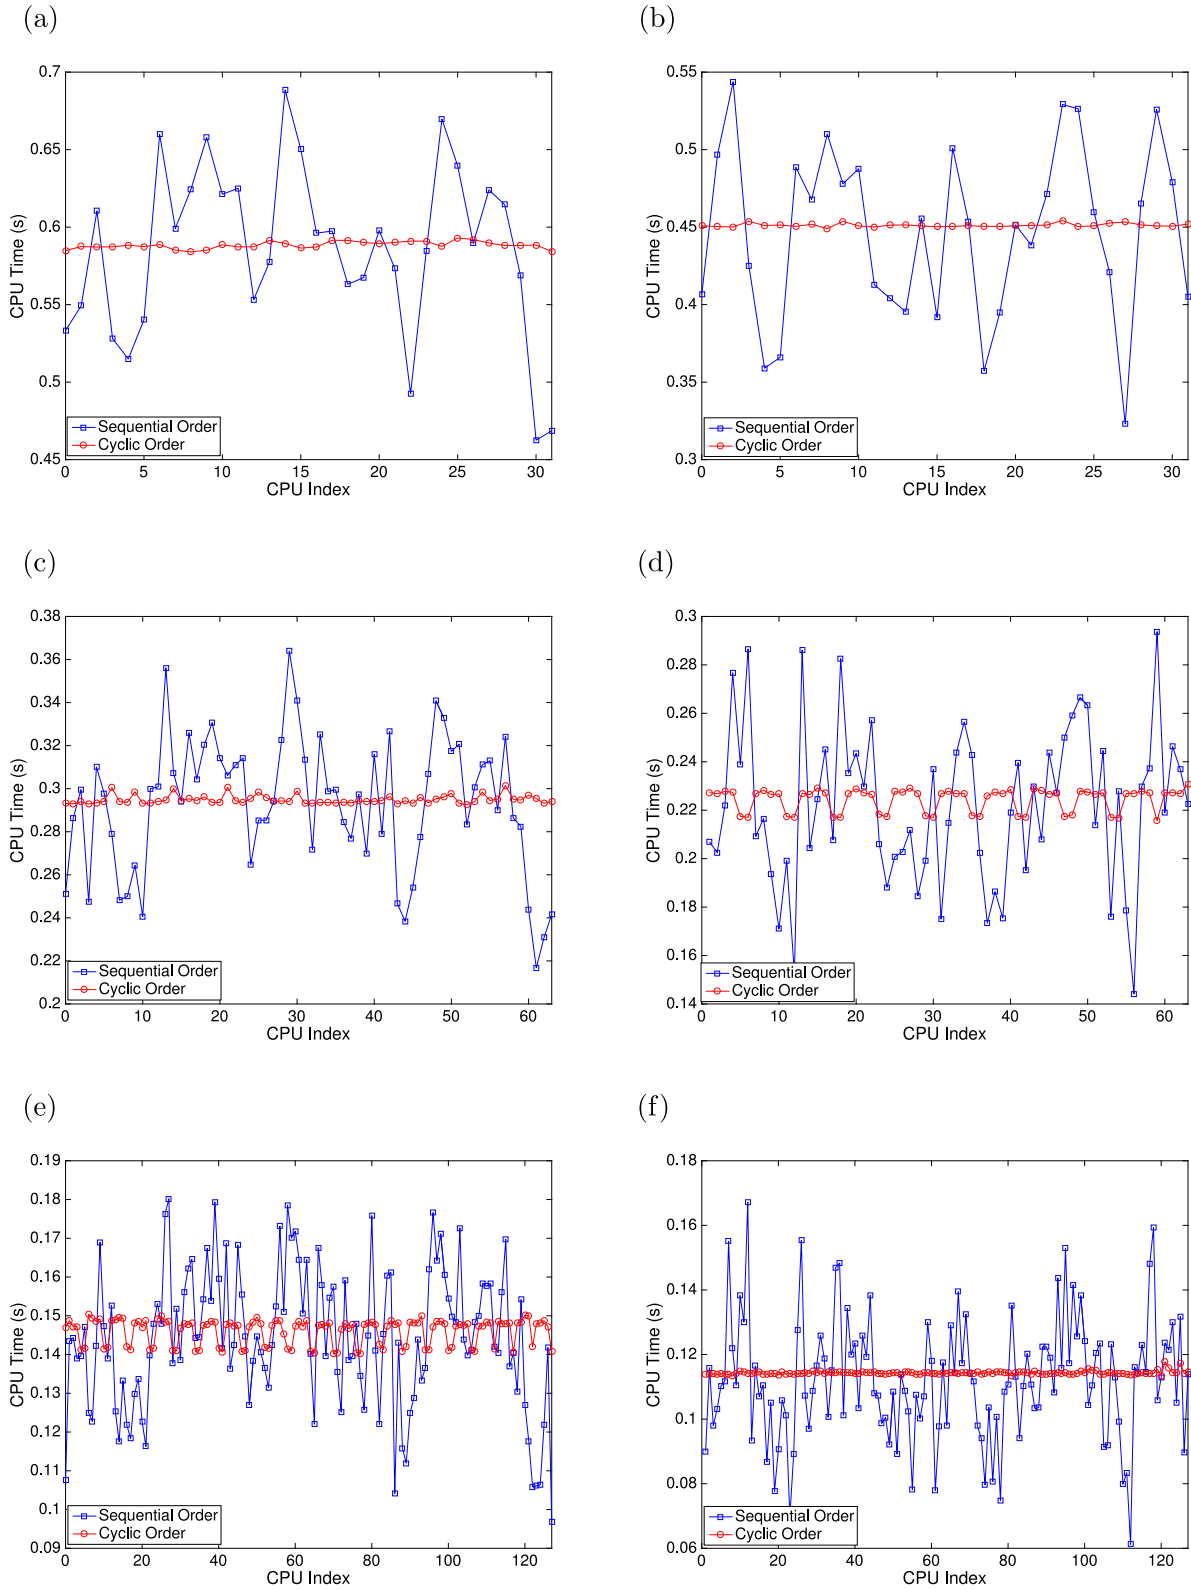 (a)
0.7
0.65
0.6
0.55
0.5
0.45
CPU Time (s)
Sequential Order
Cyclic Order
0 5 10 15 20 25 30
CPU Index
(b)
0.55
0.5
0.45
0.4
0.35
0.3
CPU Time (s)
Sequential Order
Cyclic Order
0 5 10 15 20 25 30
CPU Index
(c)
0.38
0.36
0.34
0.32
0.3
0.28
0.26
0.24
0.22
0.2
CPU Time (s)
Sequential Order
Cyclic Order
0 10 20 30 40 50 60
CPU Index
(d)
0.3
0.28
0.26
0.24
0.22
0.2
0.18
0.16
0.14
CPU Time (s)
Sequential Order
Cyclic Order
0 10 20 30 40 50 60
CPU Index
(e)
0.19
0.18
0.17
0.16
0.15
0.14
0.13
0.12
0.11
0.1
0.09
CPU Time (s)
Sequential Order
Cyclic Order
0 20 40 60 80 100 120
CPU Index
(f)
0.18
0.16
0.14
0.12
0.1
0.08
0.06
CPU Time (s)
Sequential Order
Cyclic Order
0 20 40 60 80 100 120
CPU Index